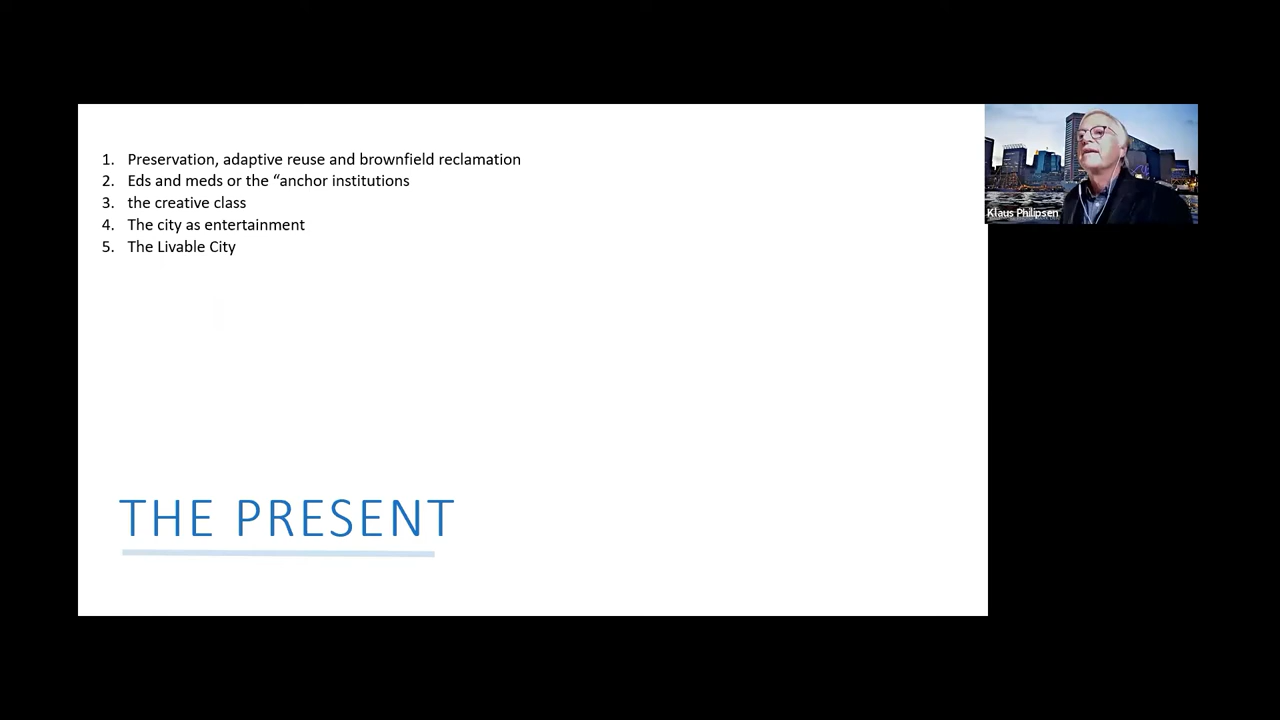 1. Preservation, adaptive reuse and brownfield reclamation
2. Eds and meds or the “anchor institutions
3. the creative class
4. The city as entertainment
5. The Livable City
Klaus Philipsen
THE PRESENT